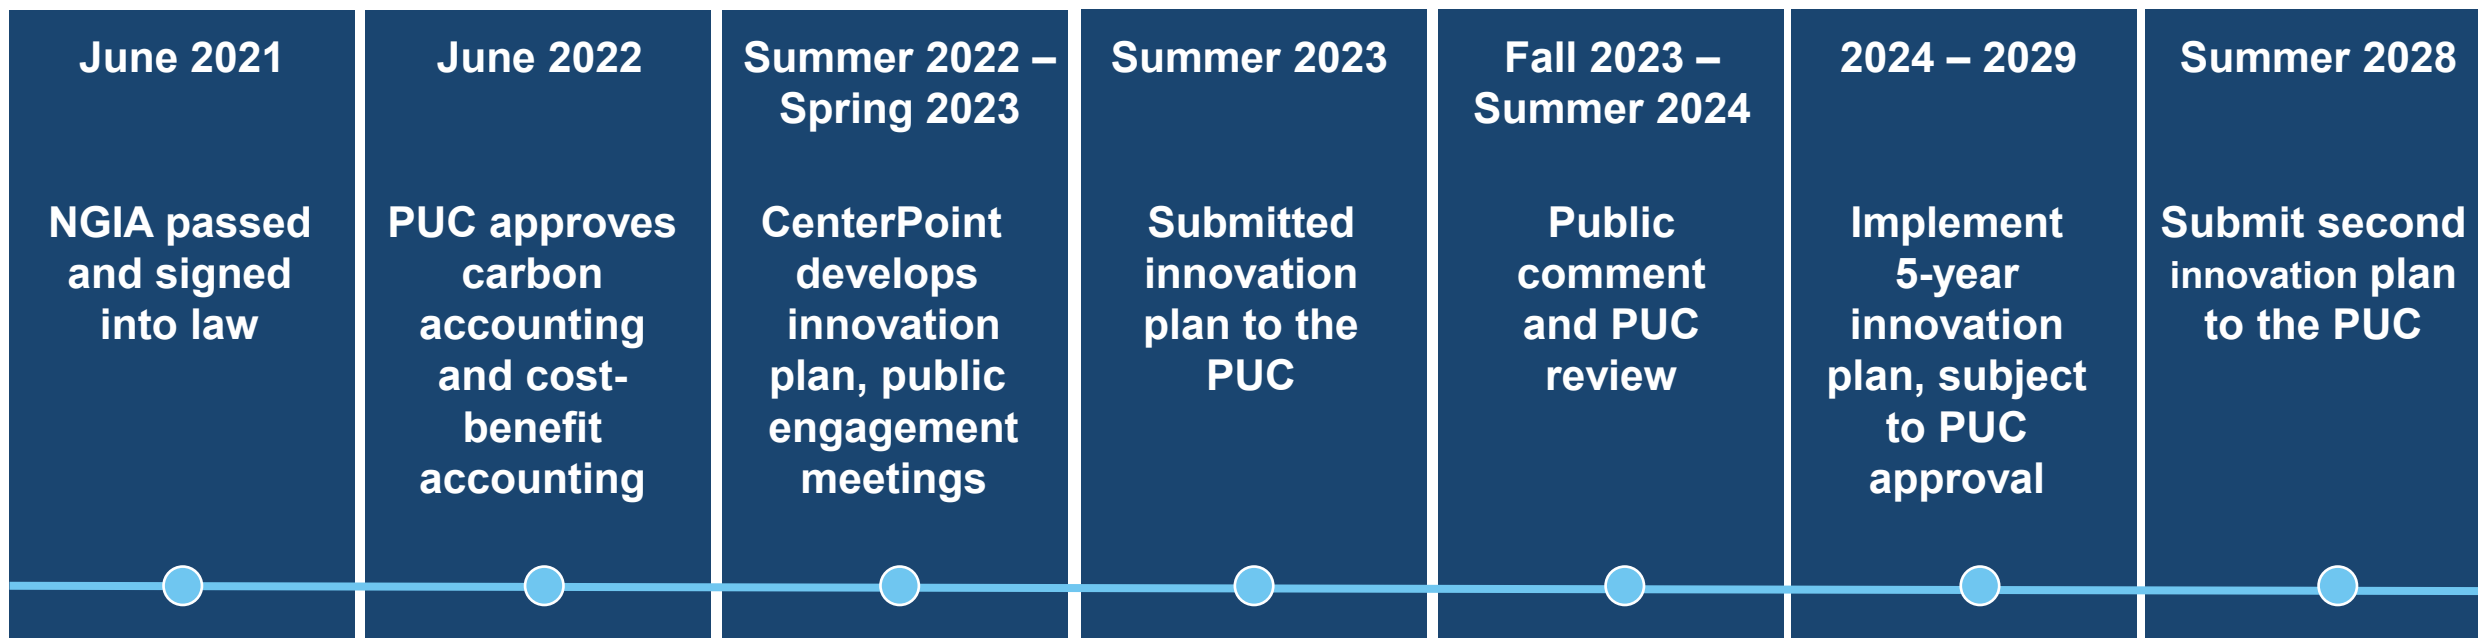 June 2021
NGIA passed
and signed
into law
June 2022
PUC approves
carbon
accounting
and cost-
benefit
accounting
Summer 2022 –
Spring 2023
CenterPoint
develops
innovation
plan, public
engagement
meetings
Summer 2023
Submitted
innovation
plan to the
PUC
Fall 2023 –
Summer 2024
Public
comment
and PUC
review
2024 – 2029
Implement
5-year
innovation
plan, subject
to PUC
approval
Summer 2028
Submit second
innovation plan
to the PUC